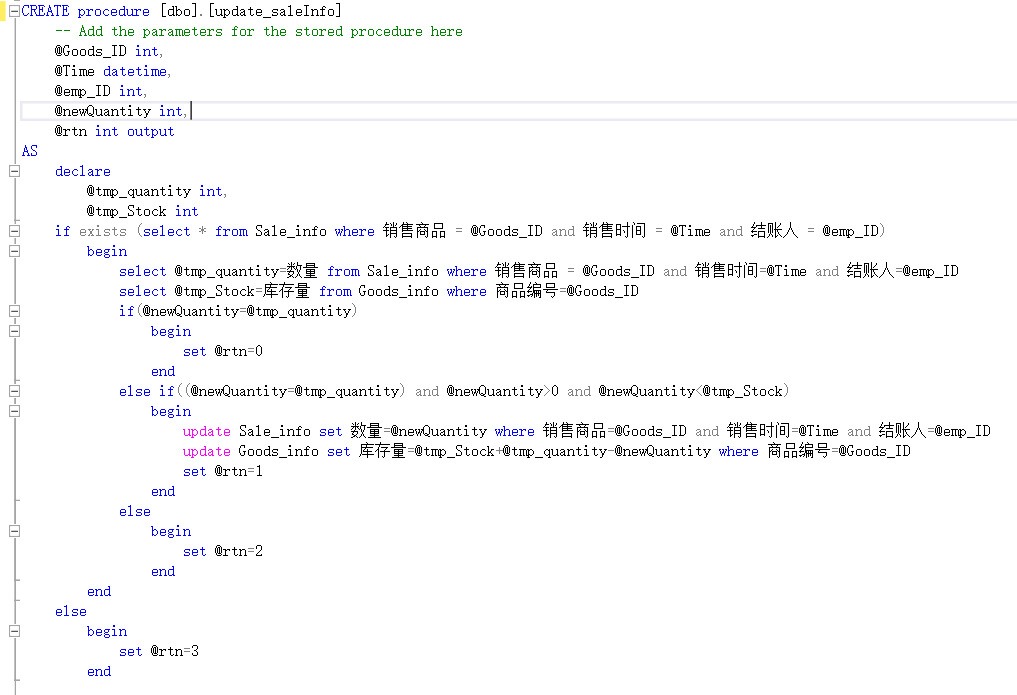 CREATE procedure [dbo].[update_saleInfo]
-- Add the parameters for the stored procedure here
@Goods_ID int,
@Time datetime,
@emp_ID int,
@newQuantity int,
@rtn int output
AS
declare
@tmp_quantity int,
@tmp_Stock int
if exists (select * from Sale_info where 销售商品 = @Goods_ID and 销售时间 = @Time and 结账人 = @emp_ID)
begin
select @tmp_quantity=数量 from Sale_info where 销售商品 = @Goods_ID and 销售时间=@Time and 结账人=@emp_ID
select @tmp_Stock=库存量 from Goods_info where 商品编号=@Goods_ID
if(@newQuantity=@tmp_quantity)
begin
set @rtn=0
end
else if((@newQuantity=@tmp_quantity) and @newQuantity>0 and @newQuantity<@tmp_Stock)
begin
update Sale_info set 数量=@newQuantity where 销售商品=@Goods_ID and 销售时间=@Time and 结账人=@emp_ID
update Goods_info set 库存量=@tmp_Stock+@tmp_quantity-@newQuantity where 商品编号=@Goods_ID
set @rtn=1
end
else
begin
set @rtn=2
end
end
else
begin
set @rtn=3
end